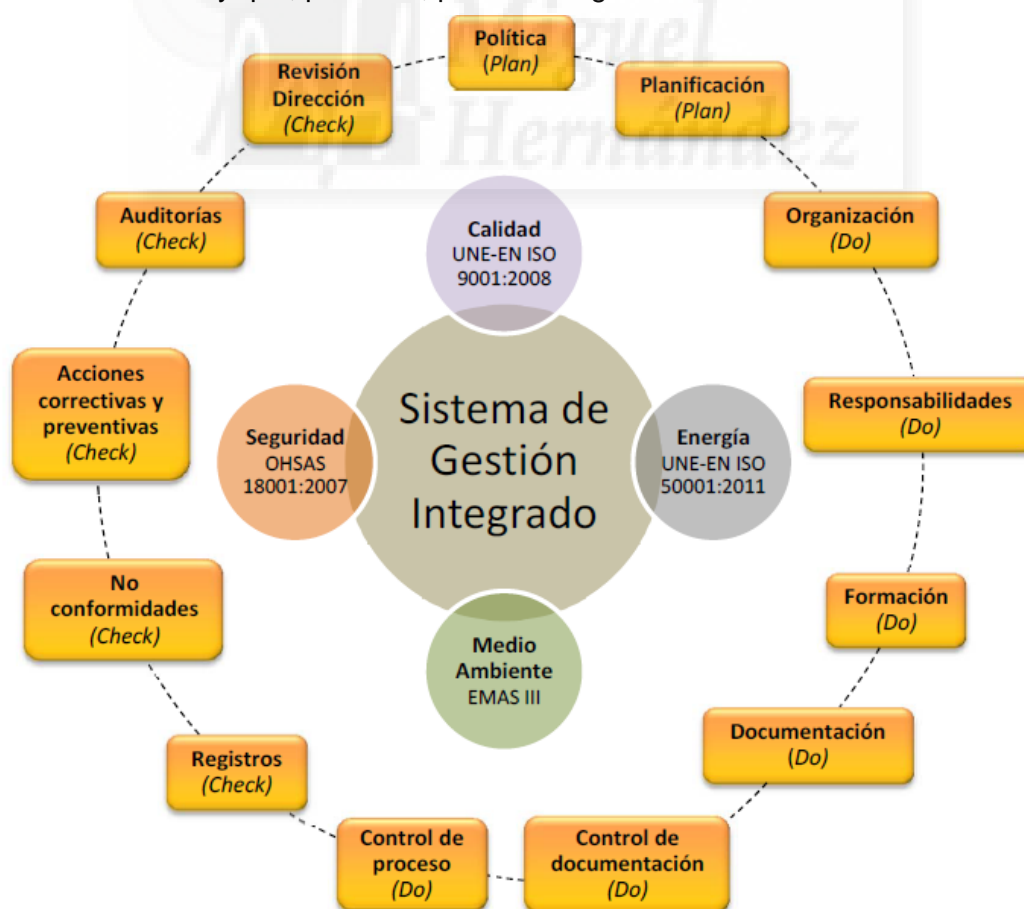 Política
(Plan)
Planificación
(Plan)
Organización
(Do)
Responsabilidades
(Do)
Formación
(Do)
Documentación
(Do)
Control de
documentación
(Do)
Control de
proceso
(Do)
Registros
(Check)
No
conformidades
(Check)
Acciones
correctivas y
preventivas
(Check)
Auditorías
(Check)
Revisión
Dirección
(Check)
Calidad
UNE-EN ISO
9001:2008
Energía
UNE-EN ISO
50001:2011
Medio
Ambiente
EMAS III
Seguridad
OHSAS
18001:2007
Sistema de
Gestión
Integrado
Miguel
Hernández